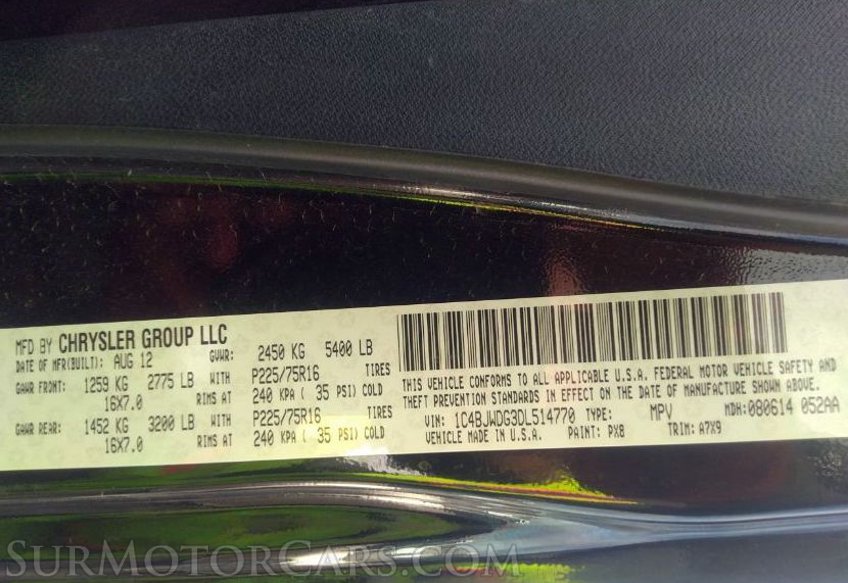 MFD BY CHRYSLER GROUP LLC
DATE OF MFR(BUILT): AUG 12 GVWR: 2450 KG 5400 LB
GAWR FRONT: 1259 KG 2775 LB WITH P225/75R16 TIRES
16X7.0 RIMS AT 240 KPA ( 35 PSI) COLD
GAWR REAR: 1452 KG 3200 LB WITH P225/75R16 TIRES
16X7.0 RIMS AT 240 KPA ( 35 PSI) COLD
THIS VEHICLE CONFORMS TO ALL APPLICABLE U.S.A. FEDERAL MOTOR VEHICLE SAFETY AND
THEFT PREVENTION STANDARDS IN EFFECT ON THE DATE OF MANUFACTURE SHOWN ABOVE.
VIN: 1C4BJWDG3DL514770 TYPE: MPV MDH: 080614 052AA
VEHICLE MADE IN U.S.A. PAINT: PX8 TRIM: A7X9
SURMOTORCARS.COM